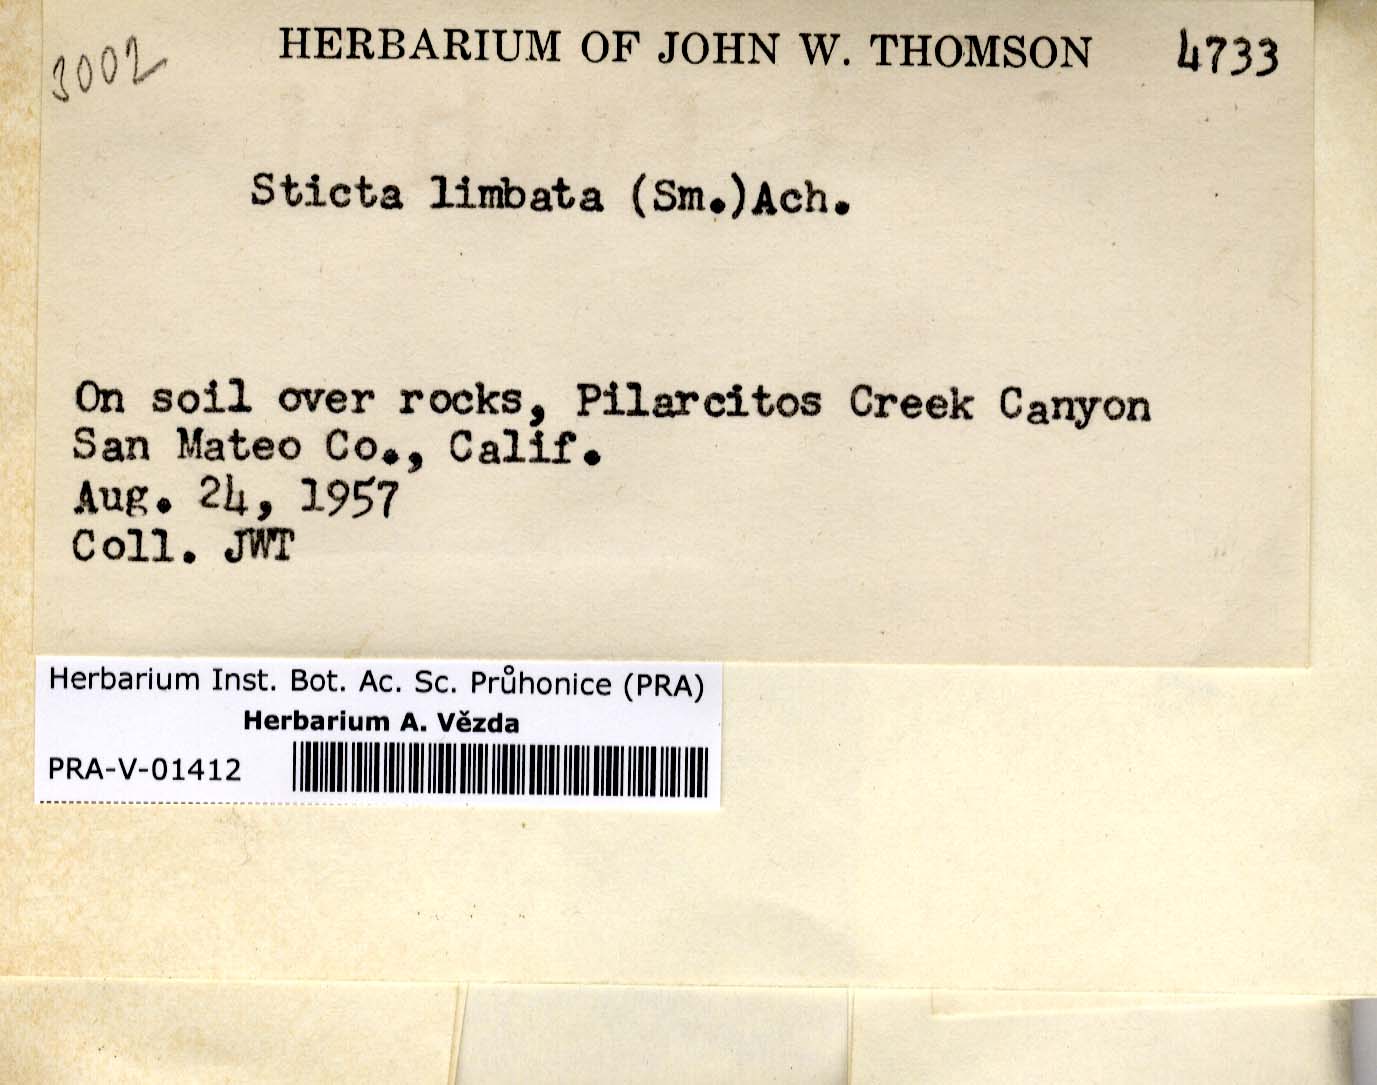 3002
HERBARIUM OF JOHN W. THOMSON 4733
Sticta limbata (Sm.)Ach.
On soil over rocks, Pilarcitos Creek Canyon
San Mateo Co., Calif.
Aug. 24, 1957
Coll. JWT
Herbarium Inst. Bot. Ac. Sc. Průhonice (PRA)
Herbarium A. Vězda
PRA-V-01412